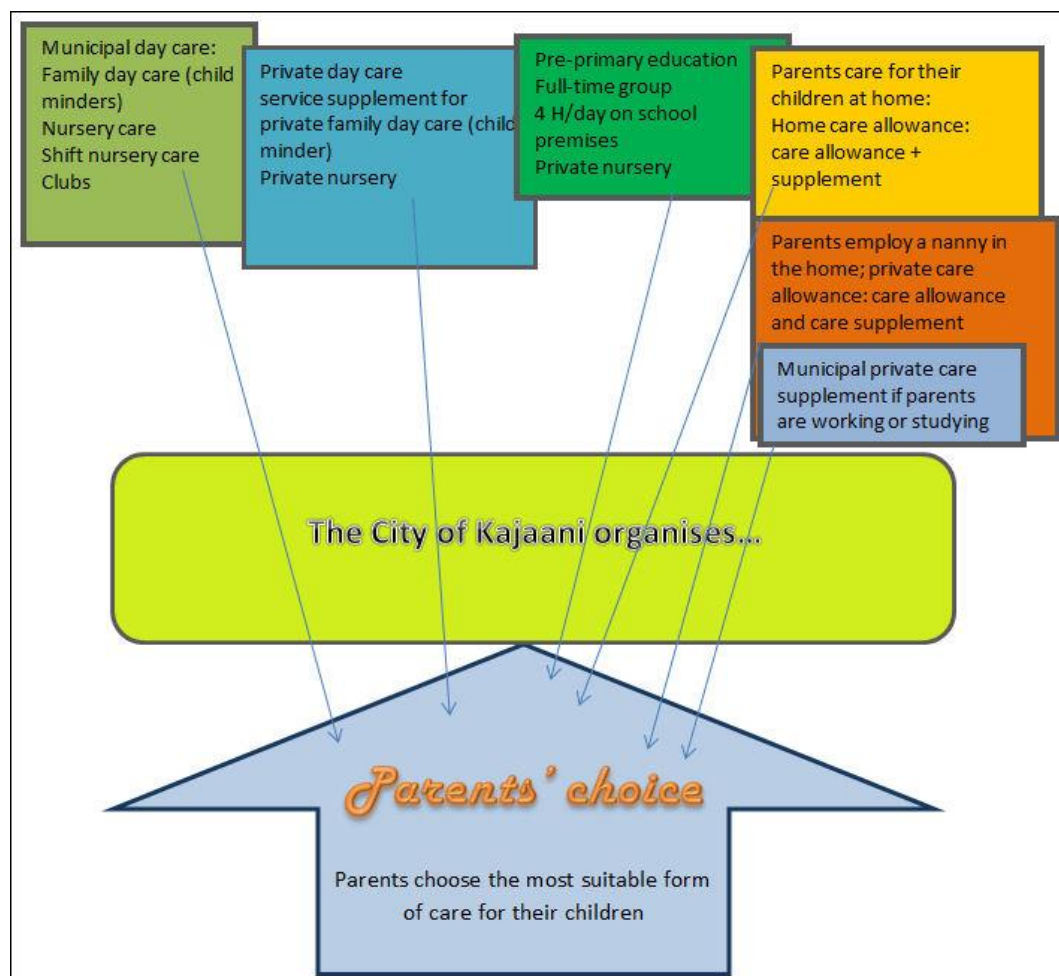 Municipal day care:
Family day care (child
minders)
Nursery care
Shift nursery care
Clubs
Private day care
service supplement for
private family day care (child
minder)
Private nursery
Pre-primary education
Full-time group
4 H/day on school
premises
Private nursery
Parents care for their
children at home:
Home care allowance:
care allowance +
supplement
Parents employ a nanny in
the home; private care
allowance: care allowance
and care supplement
Municipal private care
supplement if parents
are working or studying
The City of Kajaani organises...
Parents' choice
Parents choose the most suitable form
of care for their children